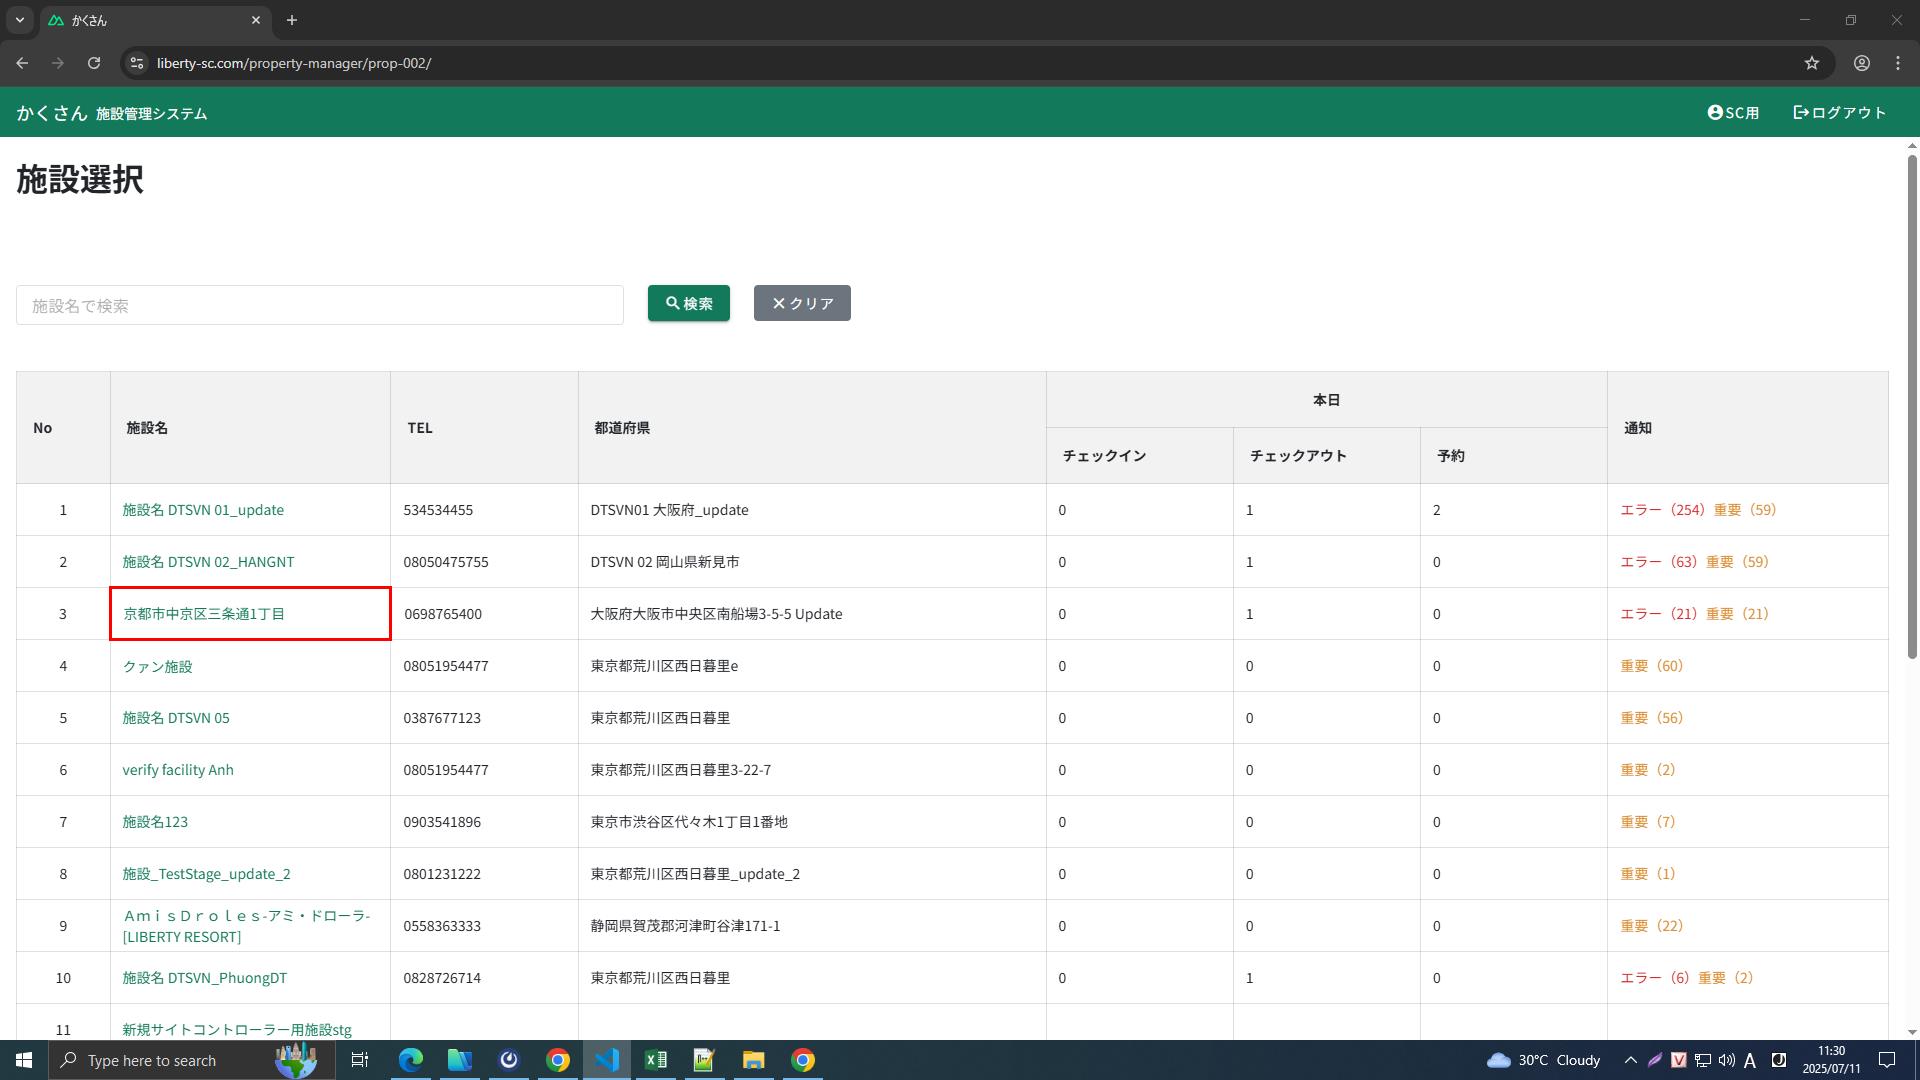 かくさん
liberty-sc.com/property-manager/prop-002/
かくさん 施設管理システム
SC用
ログアウト
施設選択
施設名で検索
検索
クリア
No 施設名 TEL 都道府県 本日 通知
チェックイン チェックアウト 予約
1 施設名 DTSVN 01_update 534534455 DTSVN01 大阪府_update 0 1 2 エラー（254）重要（59）
2 施設名 DTSVN 02_HANGNT 08050475755 DTSVN 02 岡山県新見市 0 1 0 エラー（63）重要（59）
3 京都市中京区三条通1丁目 0698765400 大阪府大阪市中央区南船場3-5-5 Update 0 1 0 エラー（21）重要（21）
4 クァン施設 08051954477 東京都荒川区西日暮里e 0 0 0 重要（60）
5 施設名 DTSVN 05 0387677123 東京都荒川区西日暮里 0 0 0 重要（56）
6 verify facility Anh 08051954477 東京都荒川区西日暮里3-22-7 0 0 0 重要（2）
7 施設名123 0903541896 東京市渋谷区代々木1丁目1番地 0 0 0 重要（7）
8 施設_TestStage_update_2 0801231222 東京都荒川区西日暮里_update_2 0 0 0 重要（1）
9 ＡｍｉｓＤｒｏｌｅｓ-アミ・ドローラ- 0558363333 静岡県賀茂郡河津町谷津171-1 0 0 0 重要（22）
[LIBERTY RESORT]
10 施設名 DTSVN_PhuongDT 0828726714 東京都荒川区西日暮里 0 1 0 エラー（6）重要（2）
11 新規サイトコントローラー用施設stg
Type here to search
30°C Cloudy
A
11:30
2025/07/11